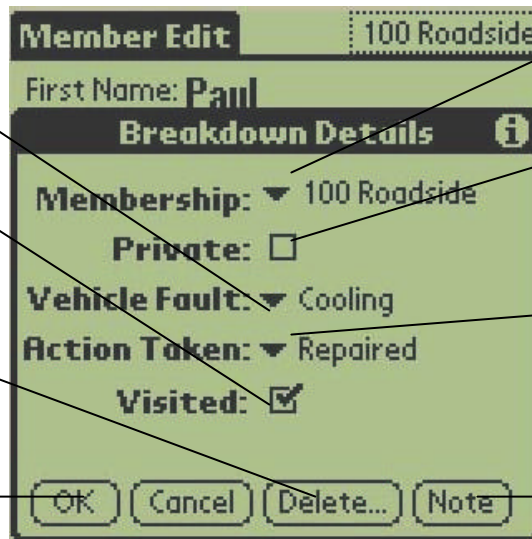 Member Edit 100 Roadside
First Name: Paul
Breakdown Details i
Membership: 100 Roadside
Private:
Vehicle Fault: Cooling
Action Taken: Repaired
Visited:
OK Cancel Delete... Note